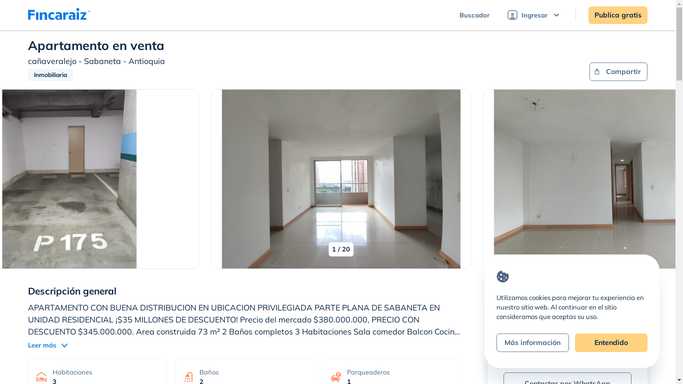 Fincaraiz
Buscador
Ingresar
Publica gratis
Apartamento en venta
cañaveralejo - Sabaneta - Antioquia
Inmobiliaria
Compartir
P 175
1 / 20
Descripción general
APARTAMENTO CON BUENA DISTRIBUCION EN UBICACION PRIVILEGIADA PARTE PLANA DE SABANETA EN
UNIDAD RESIDENCIAL ¡$35 MILLONES DE DESCUENTO! Precio del mercado $380.000.000, PRECIO CON
DESCUENTO $345.000.000. Area construida 73 m² 2 Baños completos 3 Habitaciones Sala comedor Balcon Cocin...
Leer más
Habitaciones
3
Baños
2
Parqueaderos
1
Utilizamos cookies para mejorar tu experiencia en
nuestro sitio web. Al continuar en el sitio
consideramos que aceptas su uso.
Más información
Entendido
Contactar por WhatsApp